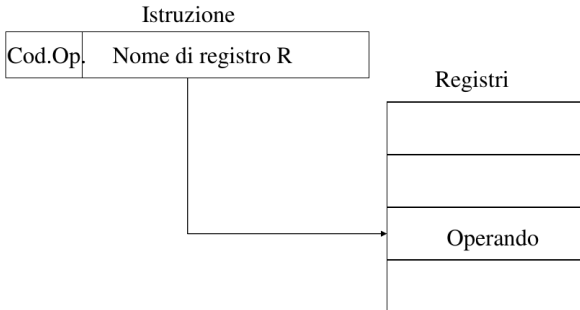 Istruzione
Cod.Op. Nome di registro R
Registri
Operando